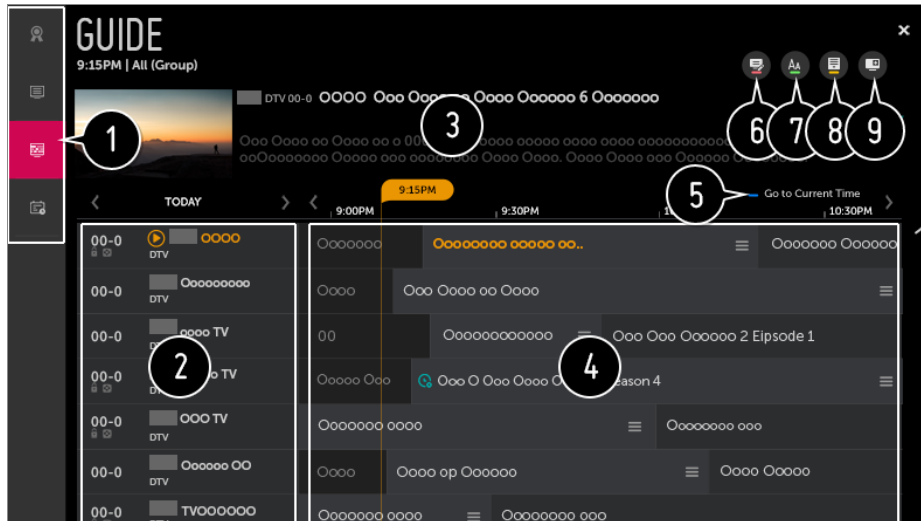 GUIDE
9:15PM | All (Group)
DTV 00-0 OOOO Ooo
6 Ooooooo
1
3
6 7 8 9
5
Go to Current Time
TODAY
9:15PM
9:00PM 9:30PM 10:30PM
00-0 OOOO
DTV
Ooooooo Oooooooo ooooo oo.. Ooooooo Oooooo
00-0 Ooooooooo
DTV
Oooo Ooo Oooo oo Oooo
00-0 oooo TV
00 Oooooooooooo Ooo Ooo Oooooo 2 Eipsode 1
2
4
00-0 TV
Ooooo Ooo Ooo O Ooo Oooo
00-0 OOO TV
DTV
Ooooooo oooo Oooooooo ooo
00-0 Oooooo OO
DTV
Oooo Oooo op Oooooo Oooo Ooooo
00-0 TVOOOOOO
Ooooooo oooo Oooooooo ooo